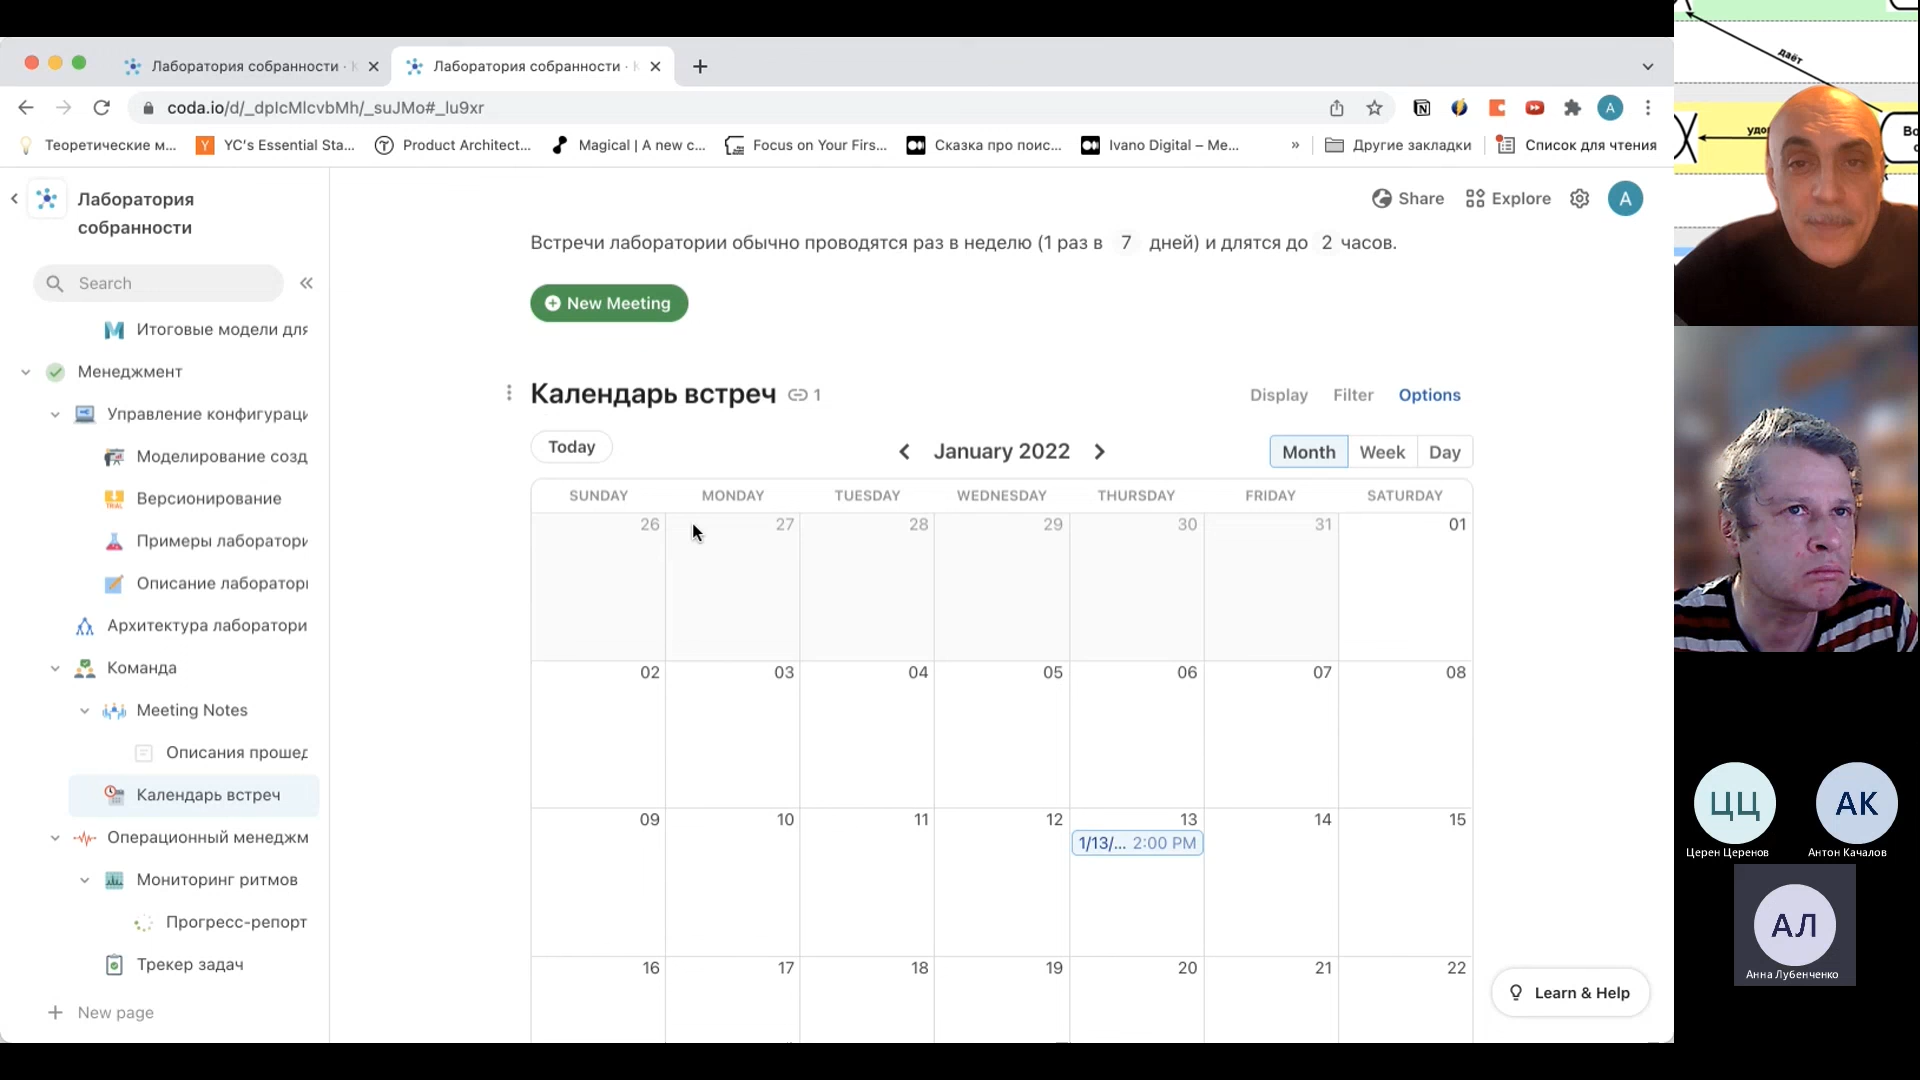 Лаборатория собранности ·
Лаборатория собранности ·
coda.io/d/_dplcMlcvbMh/_suJMo#_lu9xr
A
Теоретические м...
YC's Essential Sta...
Product Architect...
Magical | A new c...
Focus on Your Firs...
Сказка про поис...
Ivano Digital – Me...
»
Другие закладки
Список для чтения
Лаборатория
собранности
Search
Итоговые модели для
Менеджмент
Управление конфигураци
Моделирование созд
Версионирование
Примеры лаборатори
Описание лаборатор
Архитектура лаборатори
Команда
Meeting Notes
Описания прошед
Календарь встреч
Операционный менеджм
Мониторинг ритмов
Прогресс-репорт
Трекер задач
New page
Share
Explore
A
Встречи лаборатории обычно проводятся раз в неделю (1 раз в 7 дней) и длятся до 2 часов.
New Meeting
Календарь встреч 1
Display Filter Options
Today
January 2022
Month Week Day
SUNDAY MONDAY TUESDAY WEDNESDAY THURSDAY FRIDAY SATURDAY
26 27 28 29 30 31 01
02 03 04 05 06 07 08
09 10 11 12 13 14 15
1/13/... 2:00 PM
16 17 18 19 20 21 22
Learn & Help
даёт
ЦЦ
Церен Церенов
АК
Антон Качалов
АЛ
Анна Лубенченко